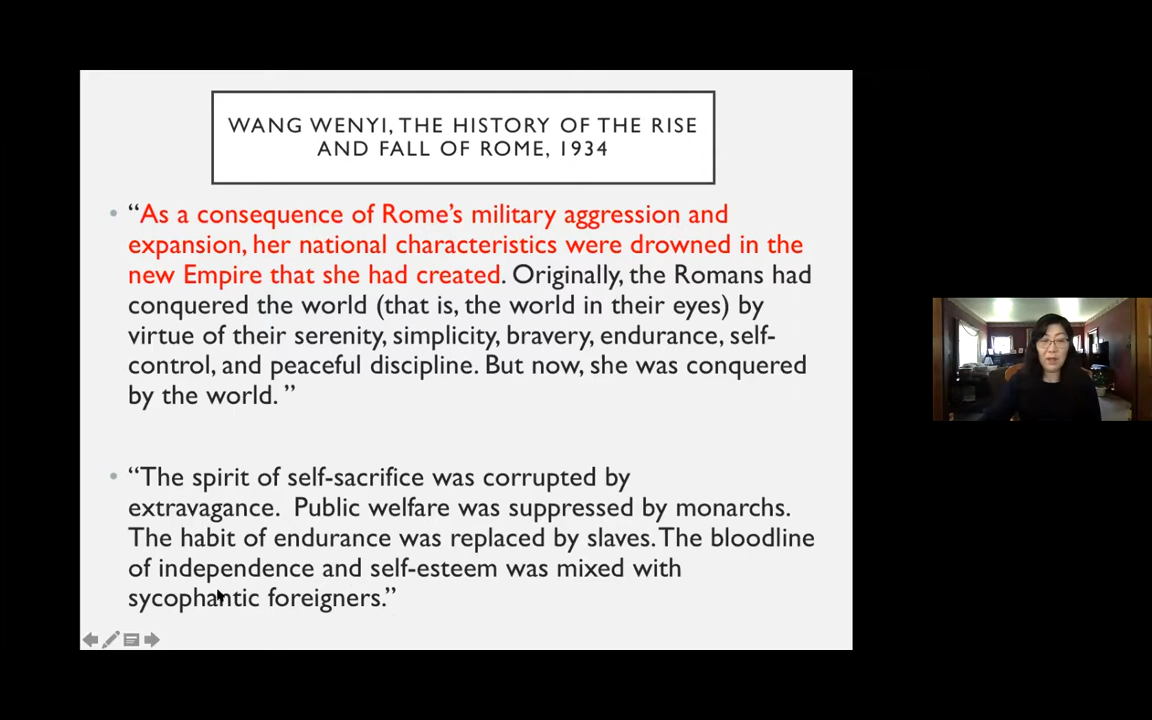 WANG WENYI, THE HISTORY OF THE RISE
AND FALL OF ROME, 1934
• “As a consequence of Rome’s military aggression and
expansion, her national characteristics were drowned in the
new Empire that she had created. Originally, the Romans had
conquered the world (that is, the world in their eyes) by
virtue of their serenity, simplicity, bravery, endurance, self-
control, and peaceful discipline. But now, she was conquered
by the world. ”
• “The spirit of self-sacrifice was corrupted by
extravagance.  Public welfare was suppressed by monarchs.
The habit of endurance was replaced by slaves. The bloodline
of independence and self-esteem was mixed with
sycophantic foreigners.”